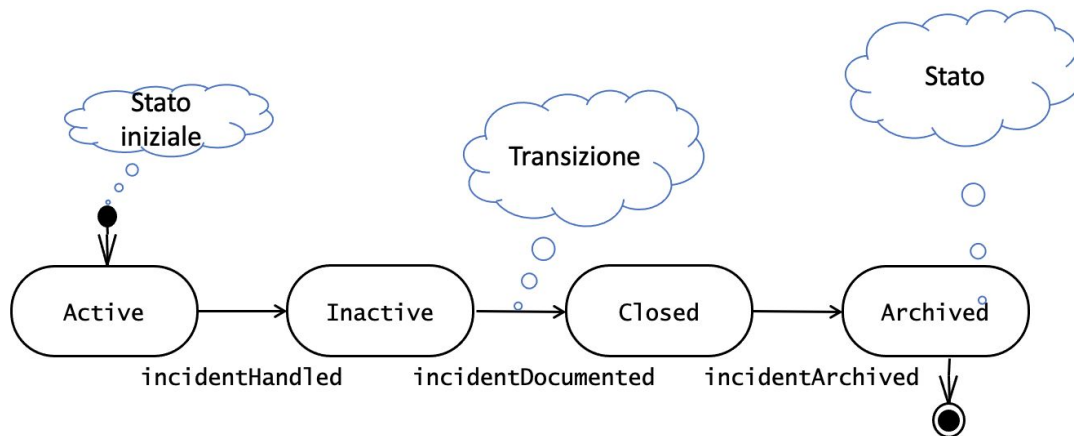 Stato
iniziale
Transizione
Stato
Active
Inactive
Closed
Archived
incidentHandled
incidentDocumented
incidentArchived